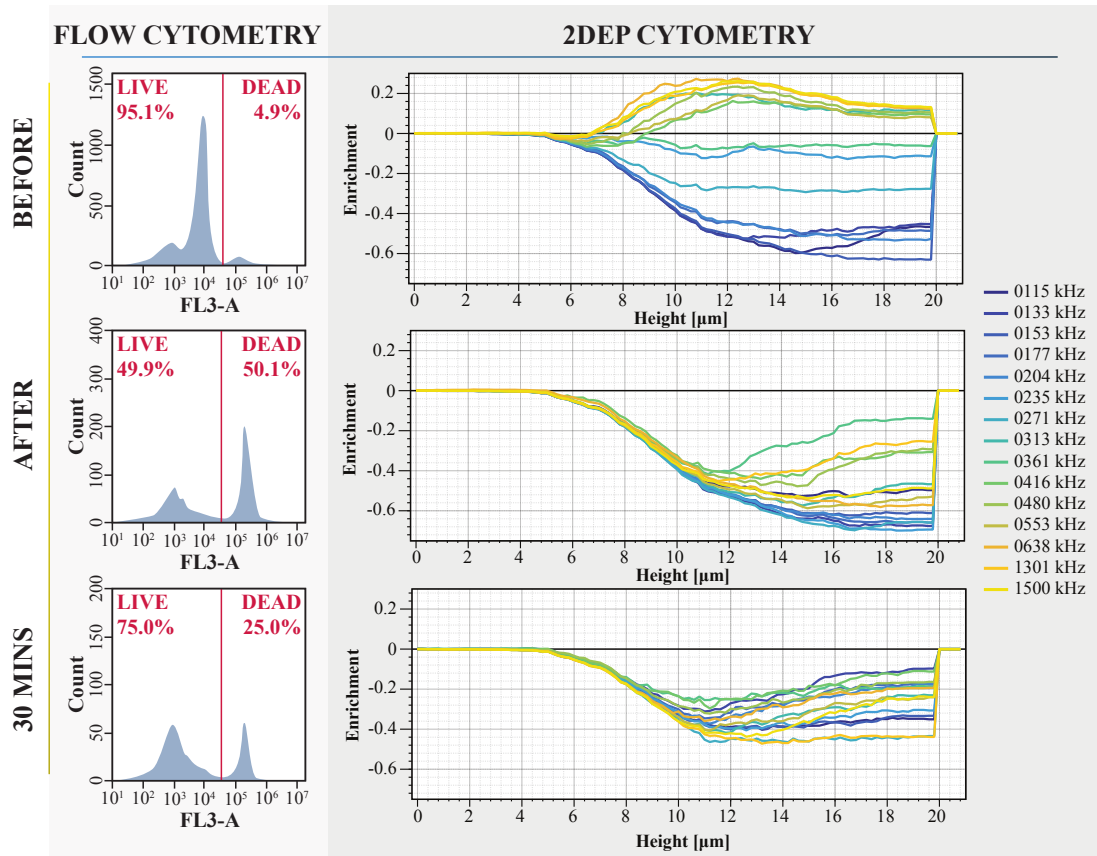 FLOW CYTOMETRY
2DEP CYTOMETRY
BEFORE
LIVE
95.1%
DEAD
4.9%
Count
1500
1000
500
0
10¹ 10² 10³ 10⁴ 10⁵ 10⁶ 10⁷
FL3-A
Enrichment
0.2
0
-0.2
-0.4
-0.6
0 2 4 6 8 10 12 14 16 18 20
Height [µm]
AFTER
LIVE
49.9%
DEAD
50.1%
Count
400
300
200
100
0
10¹ 10² 10³ 10⁴ 10⁵ 10⁶ 10⁷
FL3-A
Enrichment
0.2
0
-0.2
-0.4
-0.6
0 2 4 6 8 10 12 14 16 18 20
Height [µm]
30 MINS
LIVE
75.0%
DEAD
25.0%
Count
200
150
100
50
0
10¹ 10² 10³ 10⁴ 10⁵ 10⁶ 10⁷
FL3-A
Enrichment
0.2
0
-0.2
-0.4
-0.6
0 2 4 6 8 10 12 14 16 18 20
Height [µm]
0115 kHz
0133 kHz
0153 kHz
0177 kHz
0204 kHz
0235 kHz
0271 kHz
0313 kHz
0361 kHz
0416 kHz
0480 kHz
0553 kHz
0638 kHz
1301 kHz
1500 kHz